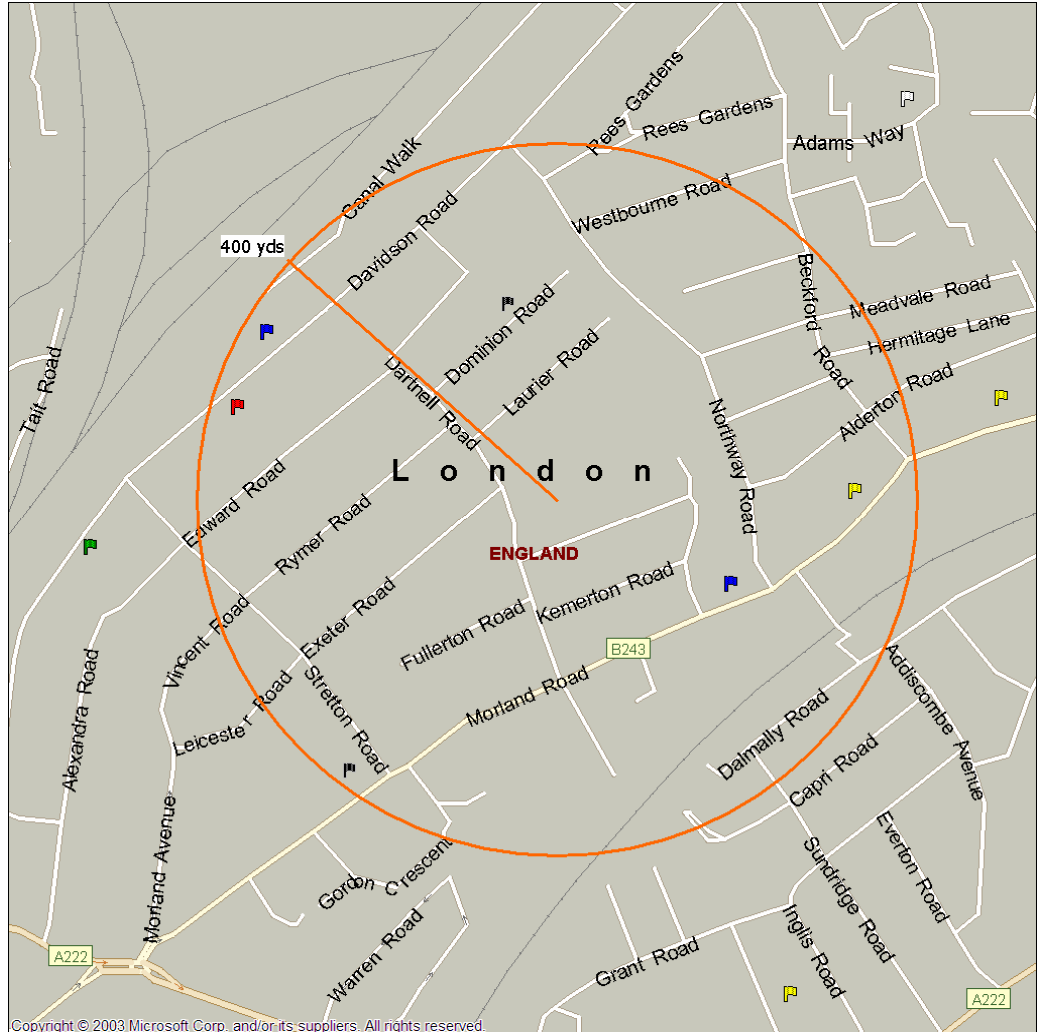 Rees Gardens
Rees Gardens
Adams Way
Canal Walk
Westbourne Road
Davidson Road
400 yds
Beckford Road
Meadvale Road
Hermitage Lane
Dominion Road
Laurier Road
Tait Road
Dartnell Road
Alderton Road
Northway Road
London
Edward Road
Rymer Road
ENGLAND
Kemerton Road
Exeter Road
Fullerton Road
Vincent Road
B243
Alexandra Road
Leicester Road
Stretton Road
Morland Road
Addiscombe Avenue
Dalmally Road
Capri Road
Morland Avenue
Everton Road
Sundridge Road
Gordon Crescent
Inglis Road
Warren Road
Grant Road
A222
A222
Copyright © 2003 Microsoft Corp. and/or its suppliers. All rights reserved.